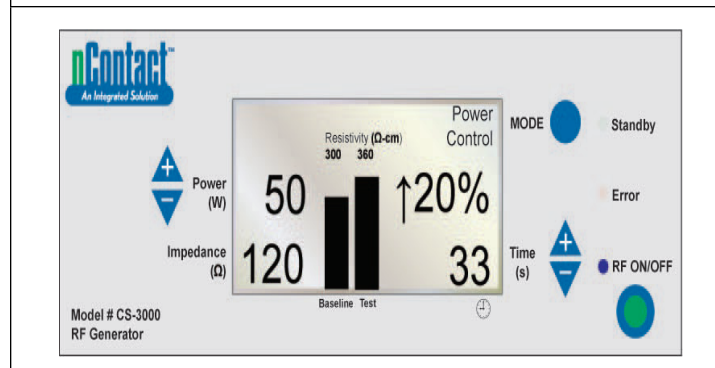 nContact™
An Integrated Solution
Power
Control
Resistivity (Ω-cm)
300 360
Power
(W)
50
↑20%
Impedance
(Ω)
120
33
Baseline Test
MODE
Time
(s)
Standby
Error
RF ON/OFF
Model # CS-3000
RF Generator